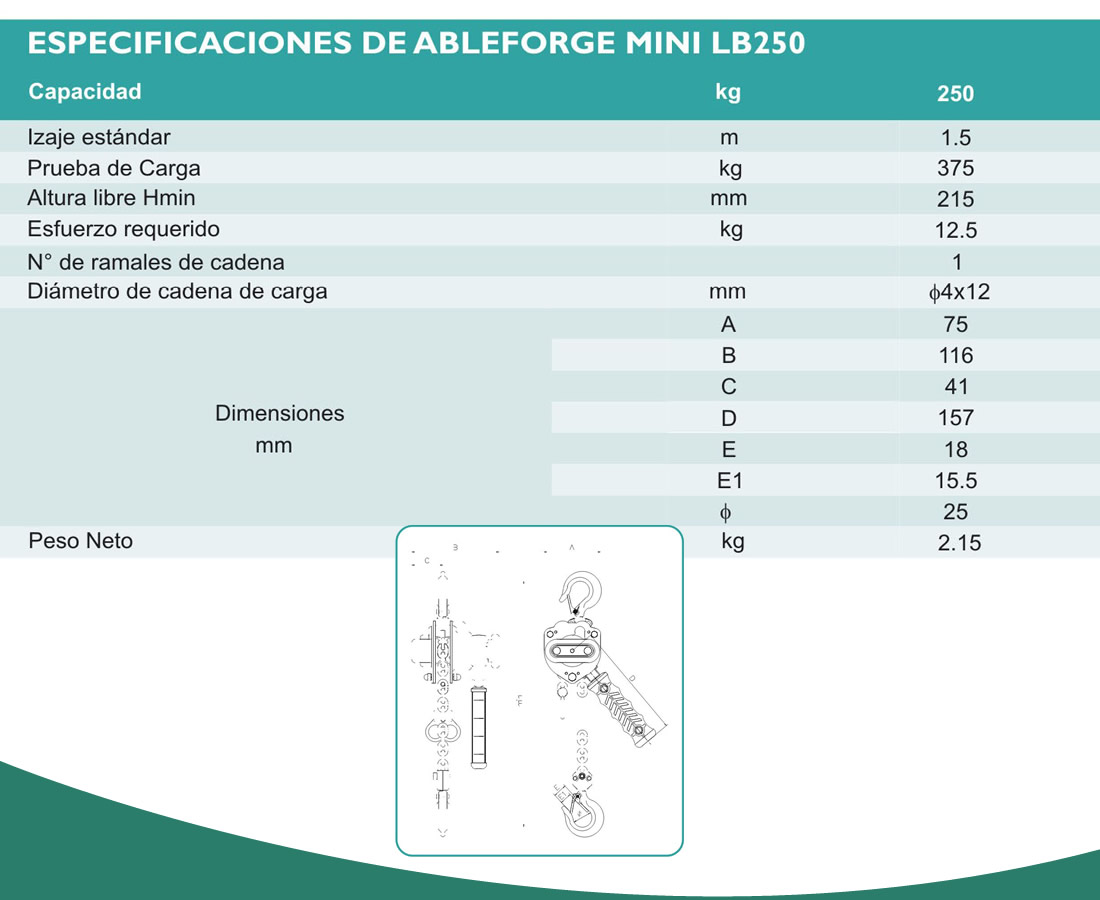 ESPECIFICACIONES DE ABLEFORGE MINI LB250
Capacidad kg 250
Izaje estándar m 1.5
Prueba de Carga kg 375
Altura libre Hmin mm 215
Esfuerzo requerido kg 12.5
N° de ramales de cadena 1
Diámetro de cadena de carga mm ϕ4x12
A 75
B 116
C 41
Dimensiones D 157
mm E 18
E1 15.5
ϕ 25
Peso Neto kg 2.15
B A
C
D